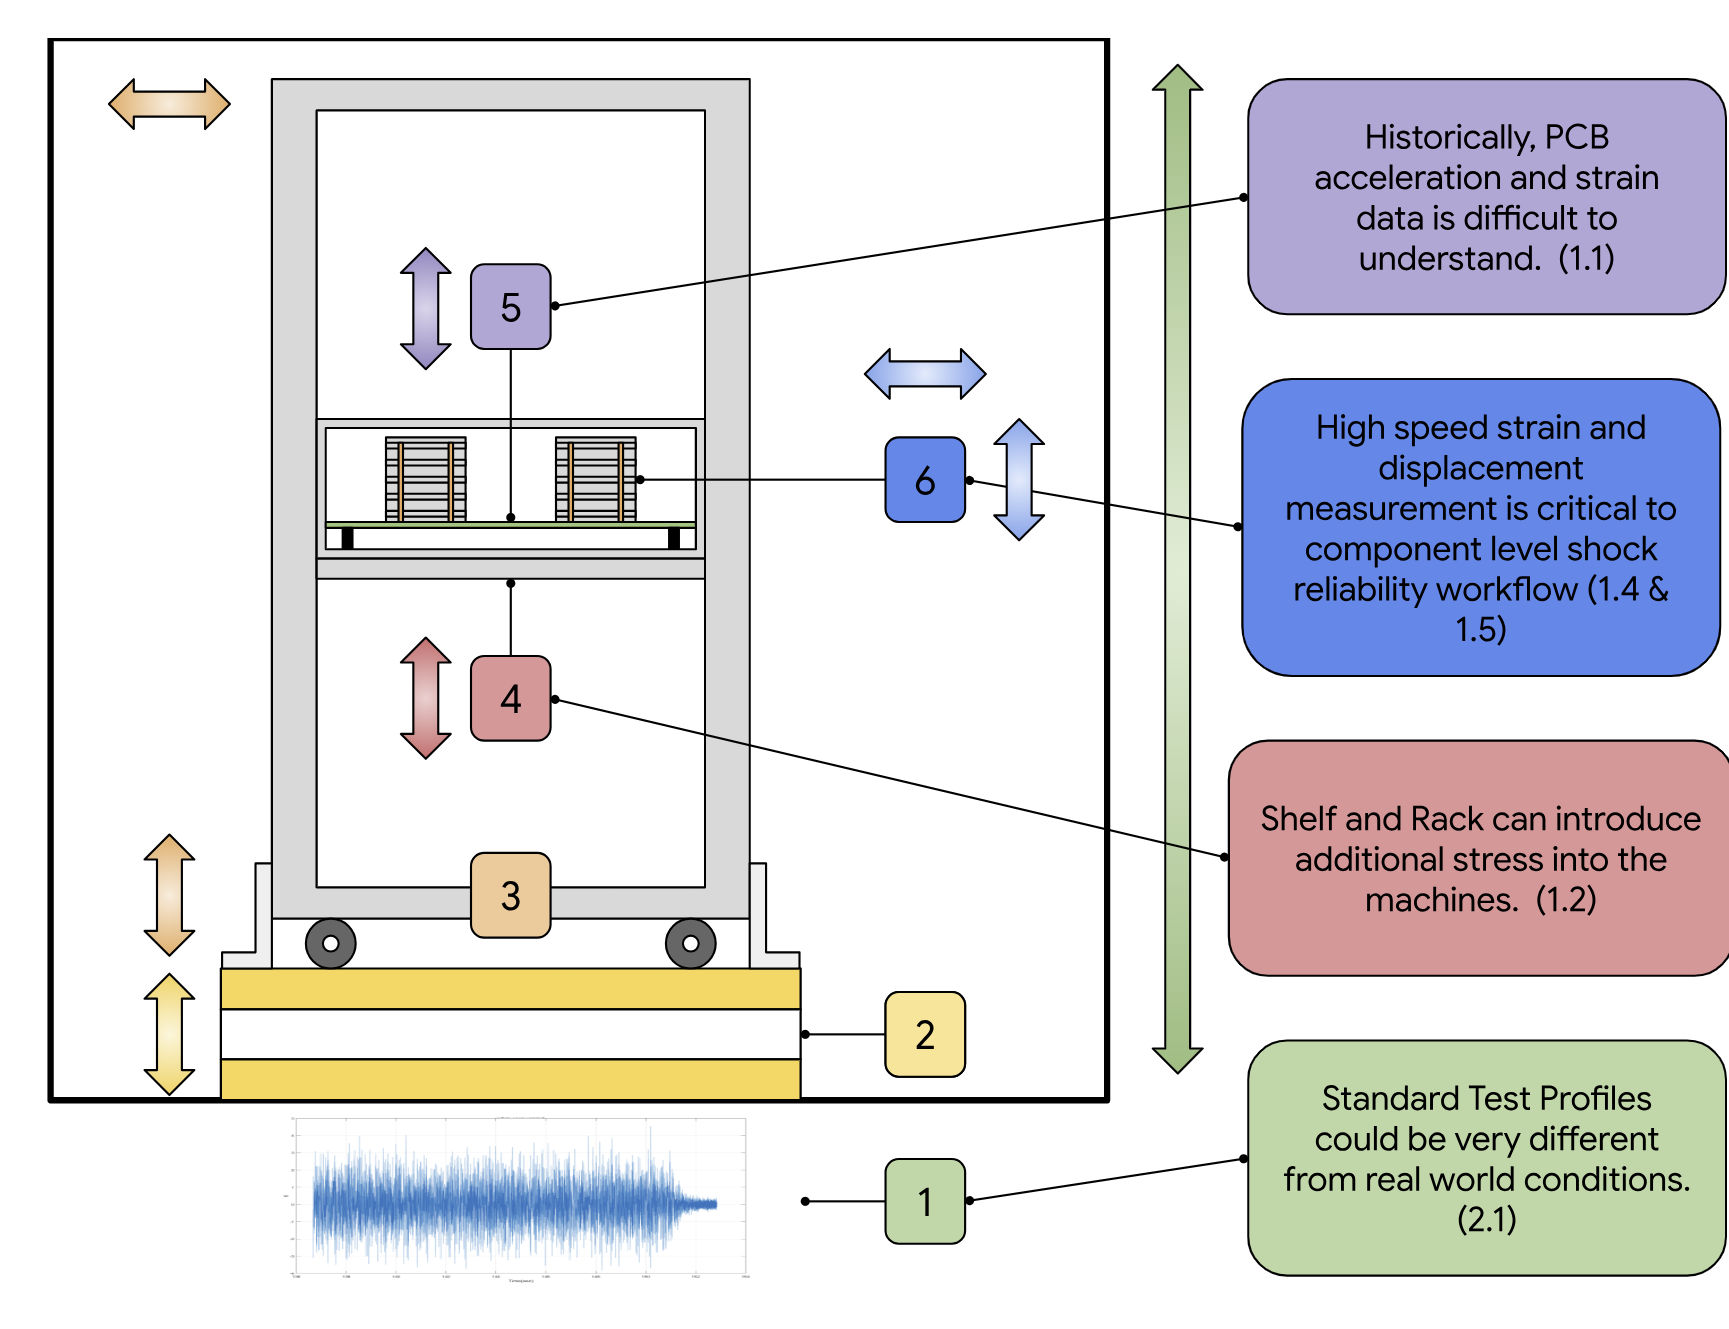 Historically, PCB
acceleration and strain
data is difficult to
understand. (1.1)
5
High speed strain and
displacement
measurement is critical to
component level shock
reliability workflow (1.4 &
1.5)
6
4
Shelf and Rack can introduce
additional stress into the
machines. (1.2)
3
2
Standard Test Profiles
could be very different
from real world conditions.
(2.1)
1